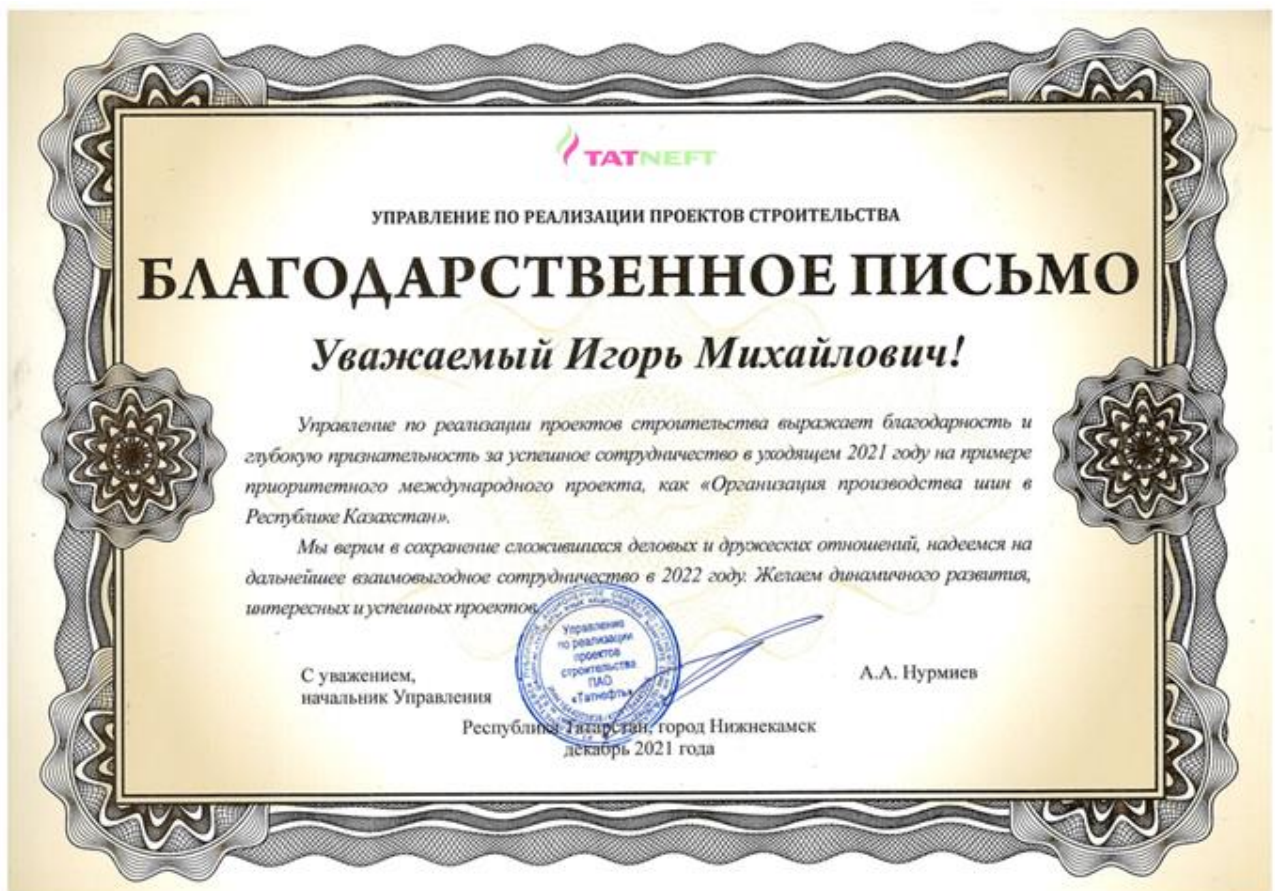 TATNEFT
УПРАВЛЕНИЕ ПО РЕАЛИЗАЦИИ ПРОЕКТОВ СТРОИТЕЛЬСТВА
БЛАГОДАРСТВЕННОЕ ПИСЬМО
Уважаемый Игорь Михайлович!
Управление по реализации проектов строительства выражает благодарность и
глубокую признательность за успешное сотрудничество в уходящем 2021 году на примере
приоритетного международного проекта, как «Организация производства шин в
Республике Казахстан».
Мы верим в сохранение сложившихся деловых и дружеских отношений, надеемся на
дальнейшее взаимовыгодное сотрудничество в 2022 году. Желаем динамичного развития,
интересных и успешных проектов
Управление
по реализации
проектов
строительства
ПАО
«Татнефть»
С уважением,
начальник Управления
А.А. Нурмиев
Республика Татарстан, город Нижнекамск
декабрь 2021 года